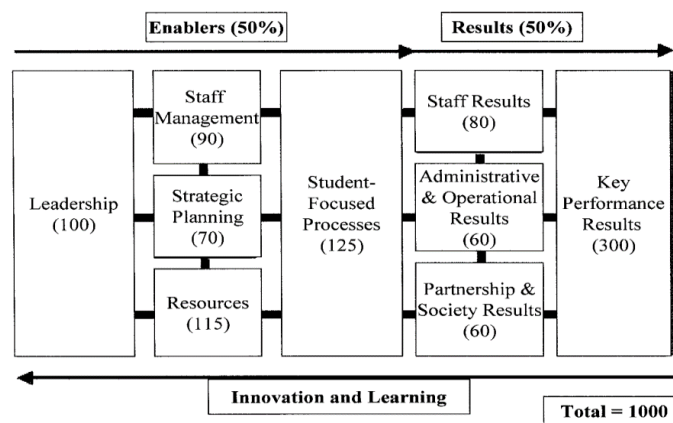 Enablers (50%)
Results (50%)
Leadership
(100)
Staff
Management
(90)
Strategic
Planning
(70)
Resources
(115)
Student-
Focused
Processes
(125)
Staff Results
(80)
Administrative
& Operational
Results
(60)
Partnership &
Society Results
(60)
Key
Performance
Results
(300)
Innovation and Learning
Total = 1000